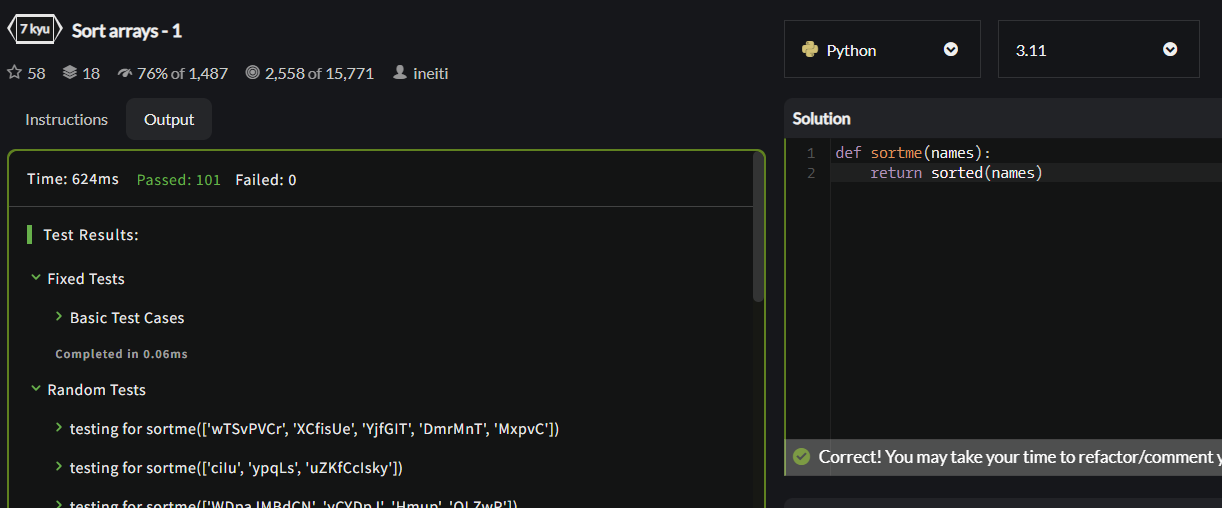 7 kyu Sort arrays - 1
58 18 76% of 1,487 2,558 of 15,771 ineiti
Instructions Output
Time: 624ms Passed: 101 Failed: 0
Test Results:
Fixed Tests
Basic Test Cases
Completed in 0.06ms
Random Tests
testing for sortme(['wTSvPVCr', 'XCfisUe', 'YjfGIT', 'DmrMnT', 'MxpvC'])
testing for sortme(['ciIu', 'ypqLs', 'uZKfCcIsky'])
testing for sortme(['
Python 3.11
Solution
1 def sortme(names):
2 return sorted(names)
Correct! You may take your time to refactor/comment